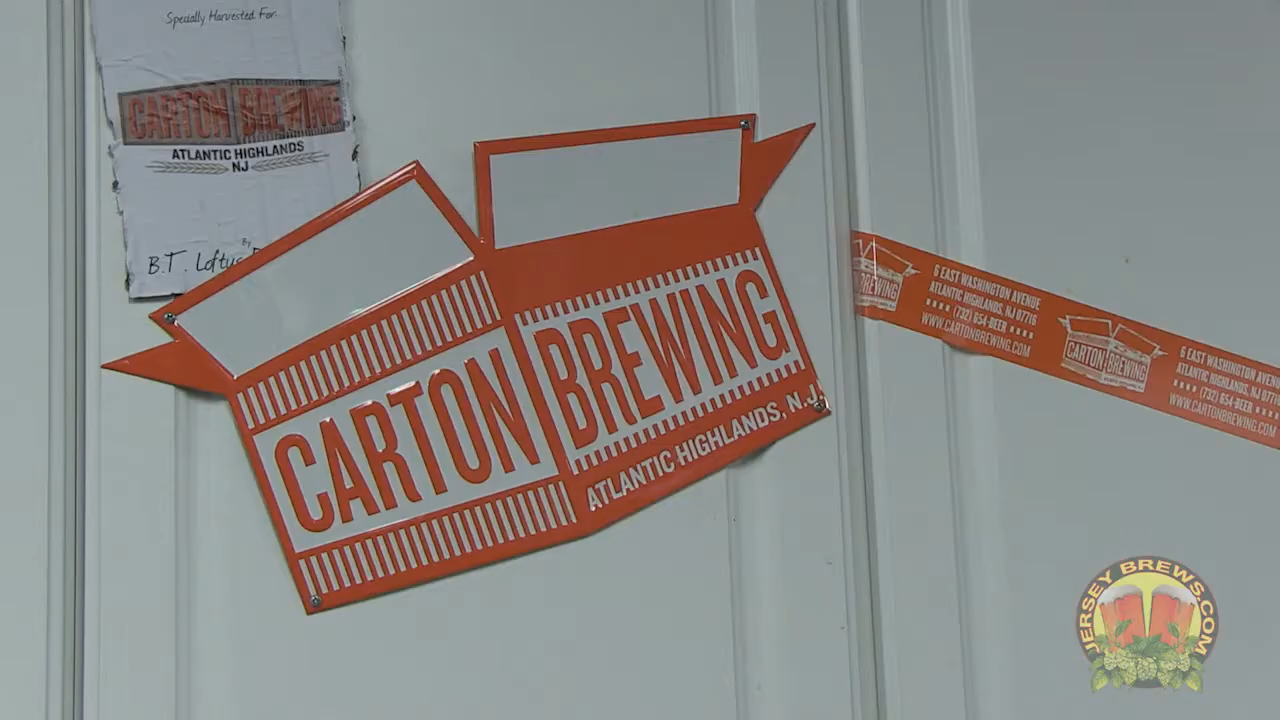 Specially Harvested For:
CARTON BREWING
ATLANTIC HIGHLANDS
NJ
By
B.T. Loftus
CARTON BREWING
ATLANTIC HIGHLANDS, N.J.
BREWING
6 EAST WASHINGTON AVENUE
ATLANTIC HIGHLANDS, NJ 07716
(732) 654-BEER
WWW.CARTONBREWING.COM
CARTON BREWING
6 EAST WASHINGTON AVENUE
ATLANTIC HIGHLANDS, NJ 07716
(732) 654-BEER
WWW.CARTONBREWING.COM
JERSEY BREWS.COM